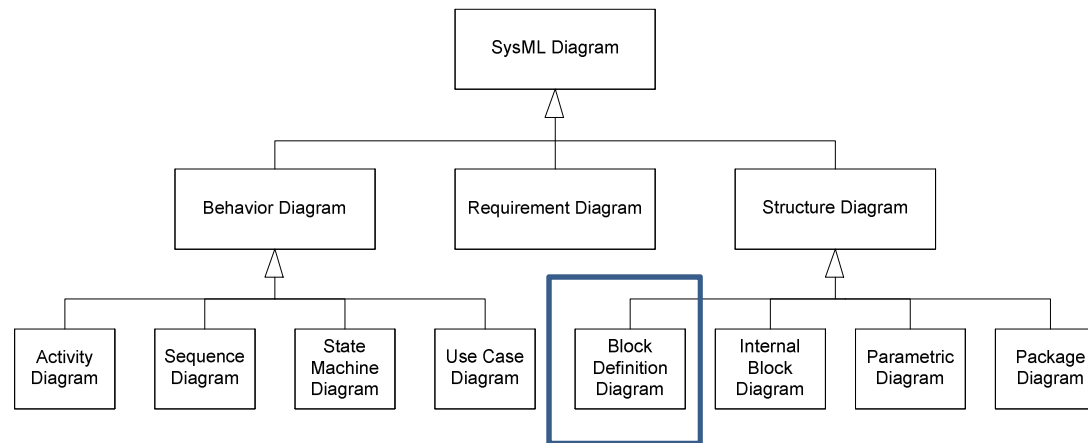 SysML Diagram
Behavior Diagram
Requirement Diagram
Structure Diagram
Activity
Diagram
Sequence
Diagram
State
Machine
Diagram
Use Case
Diagram
Block
Definition
Diagram
Internal
Block
Diagram
Parametric
Diagram
Package
Diagram